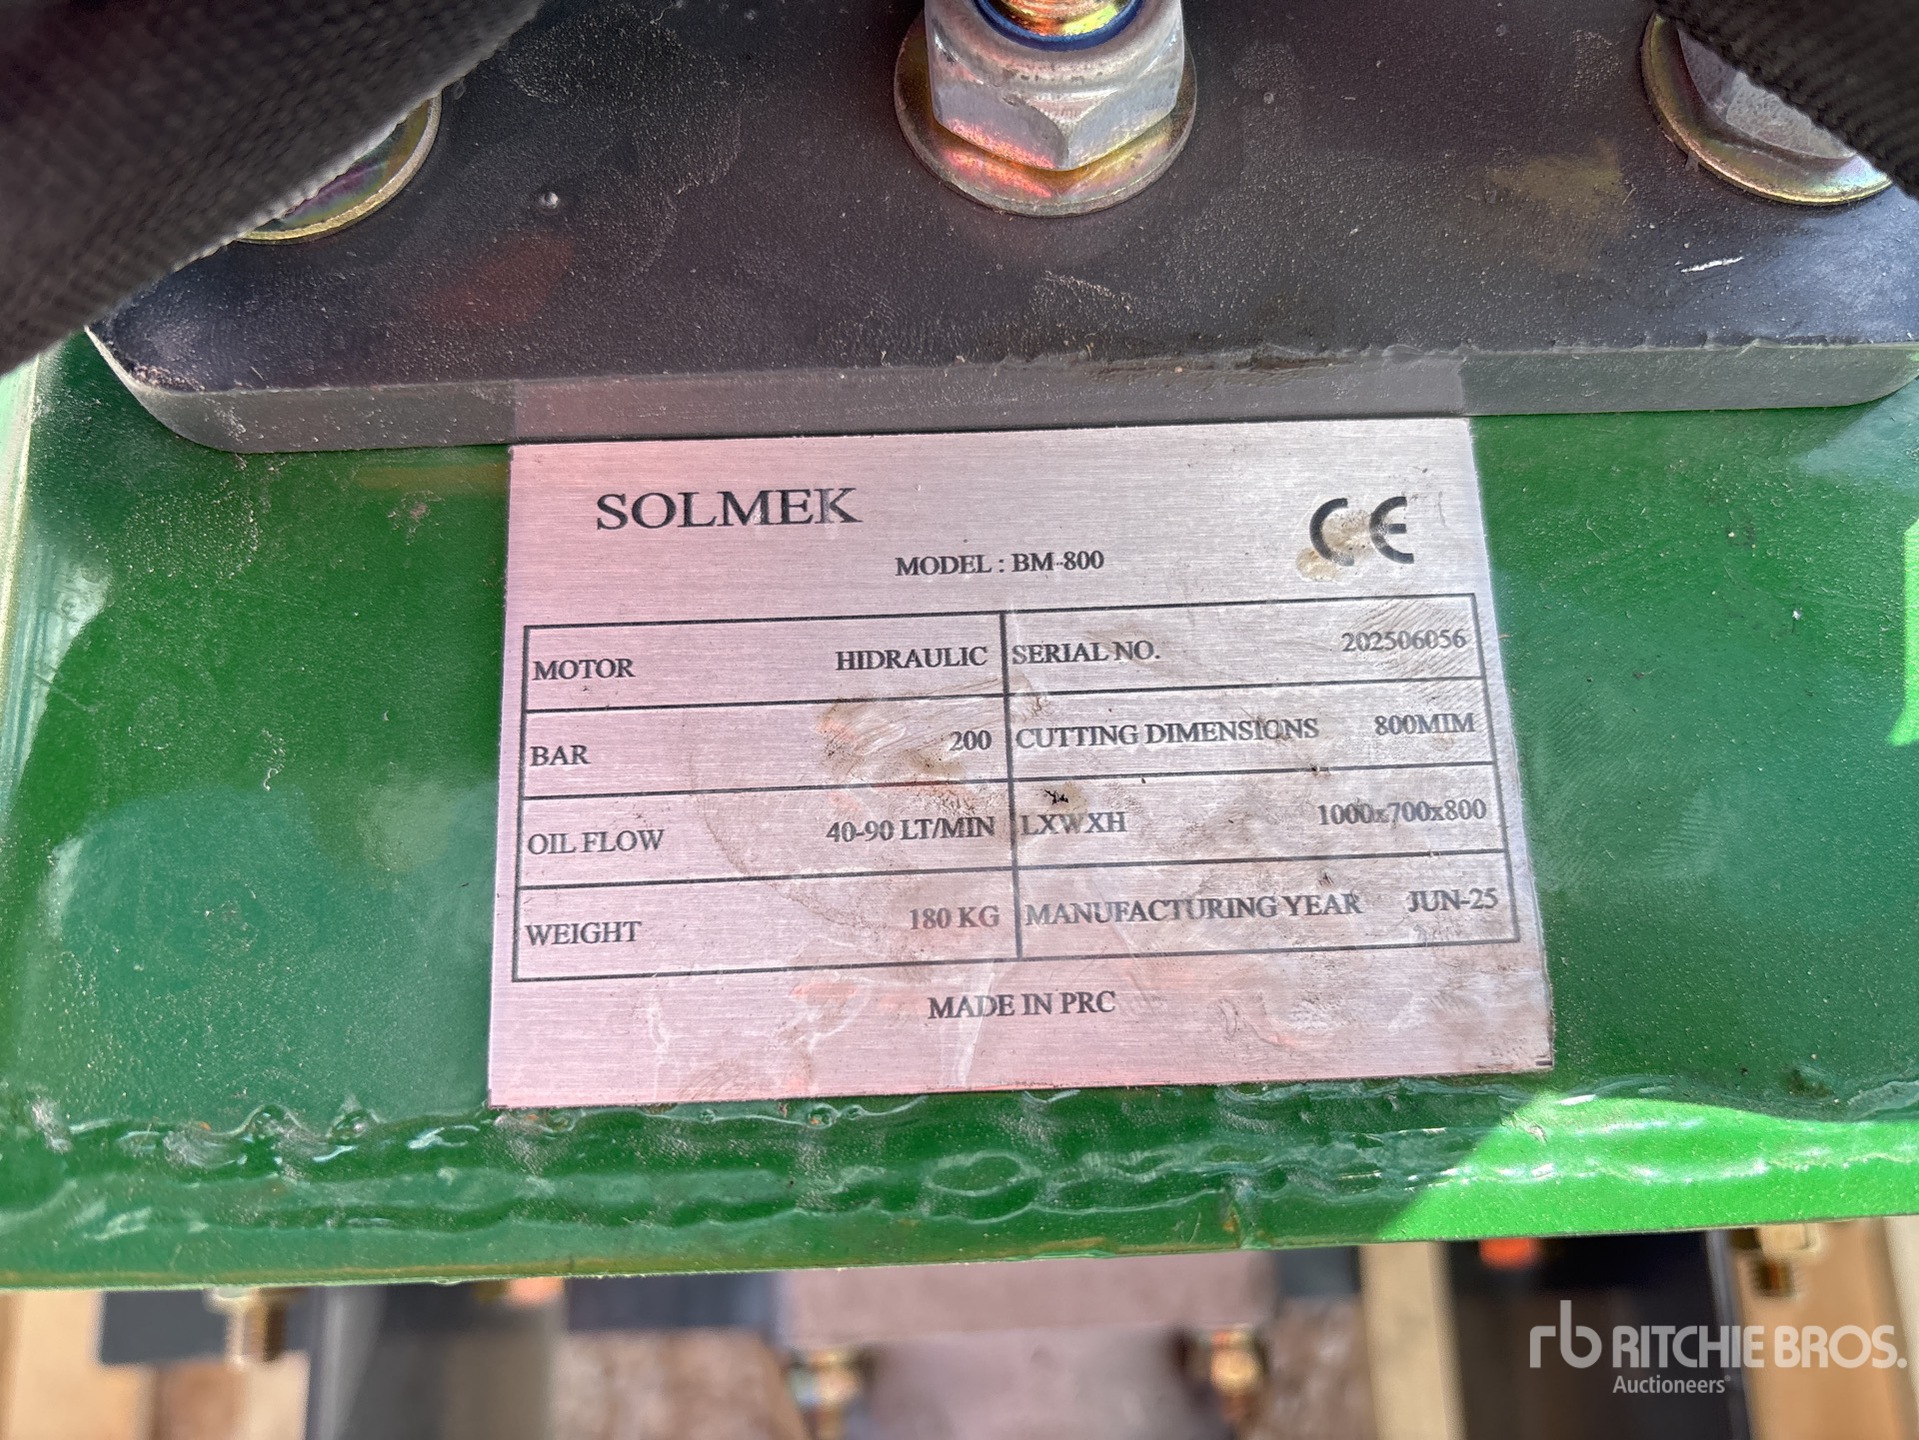 SOLMEK
CE
MODEL : BM-800
MOTOR HIDRAULIC SERIAL NO. 202506056
BAR 200 CUTTING DIMENSIONS 800MIM
OIL FLOW 40-90 LT/MIN LXWXH 1000x700x800
WEIGHT 180 KG MANUFACTURING YEAR JUN-25
MADE IN PRC
rb RITCHIE BROS.
Auctioneers